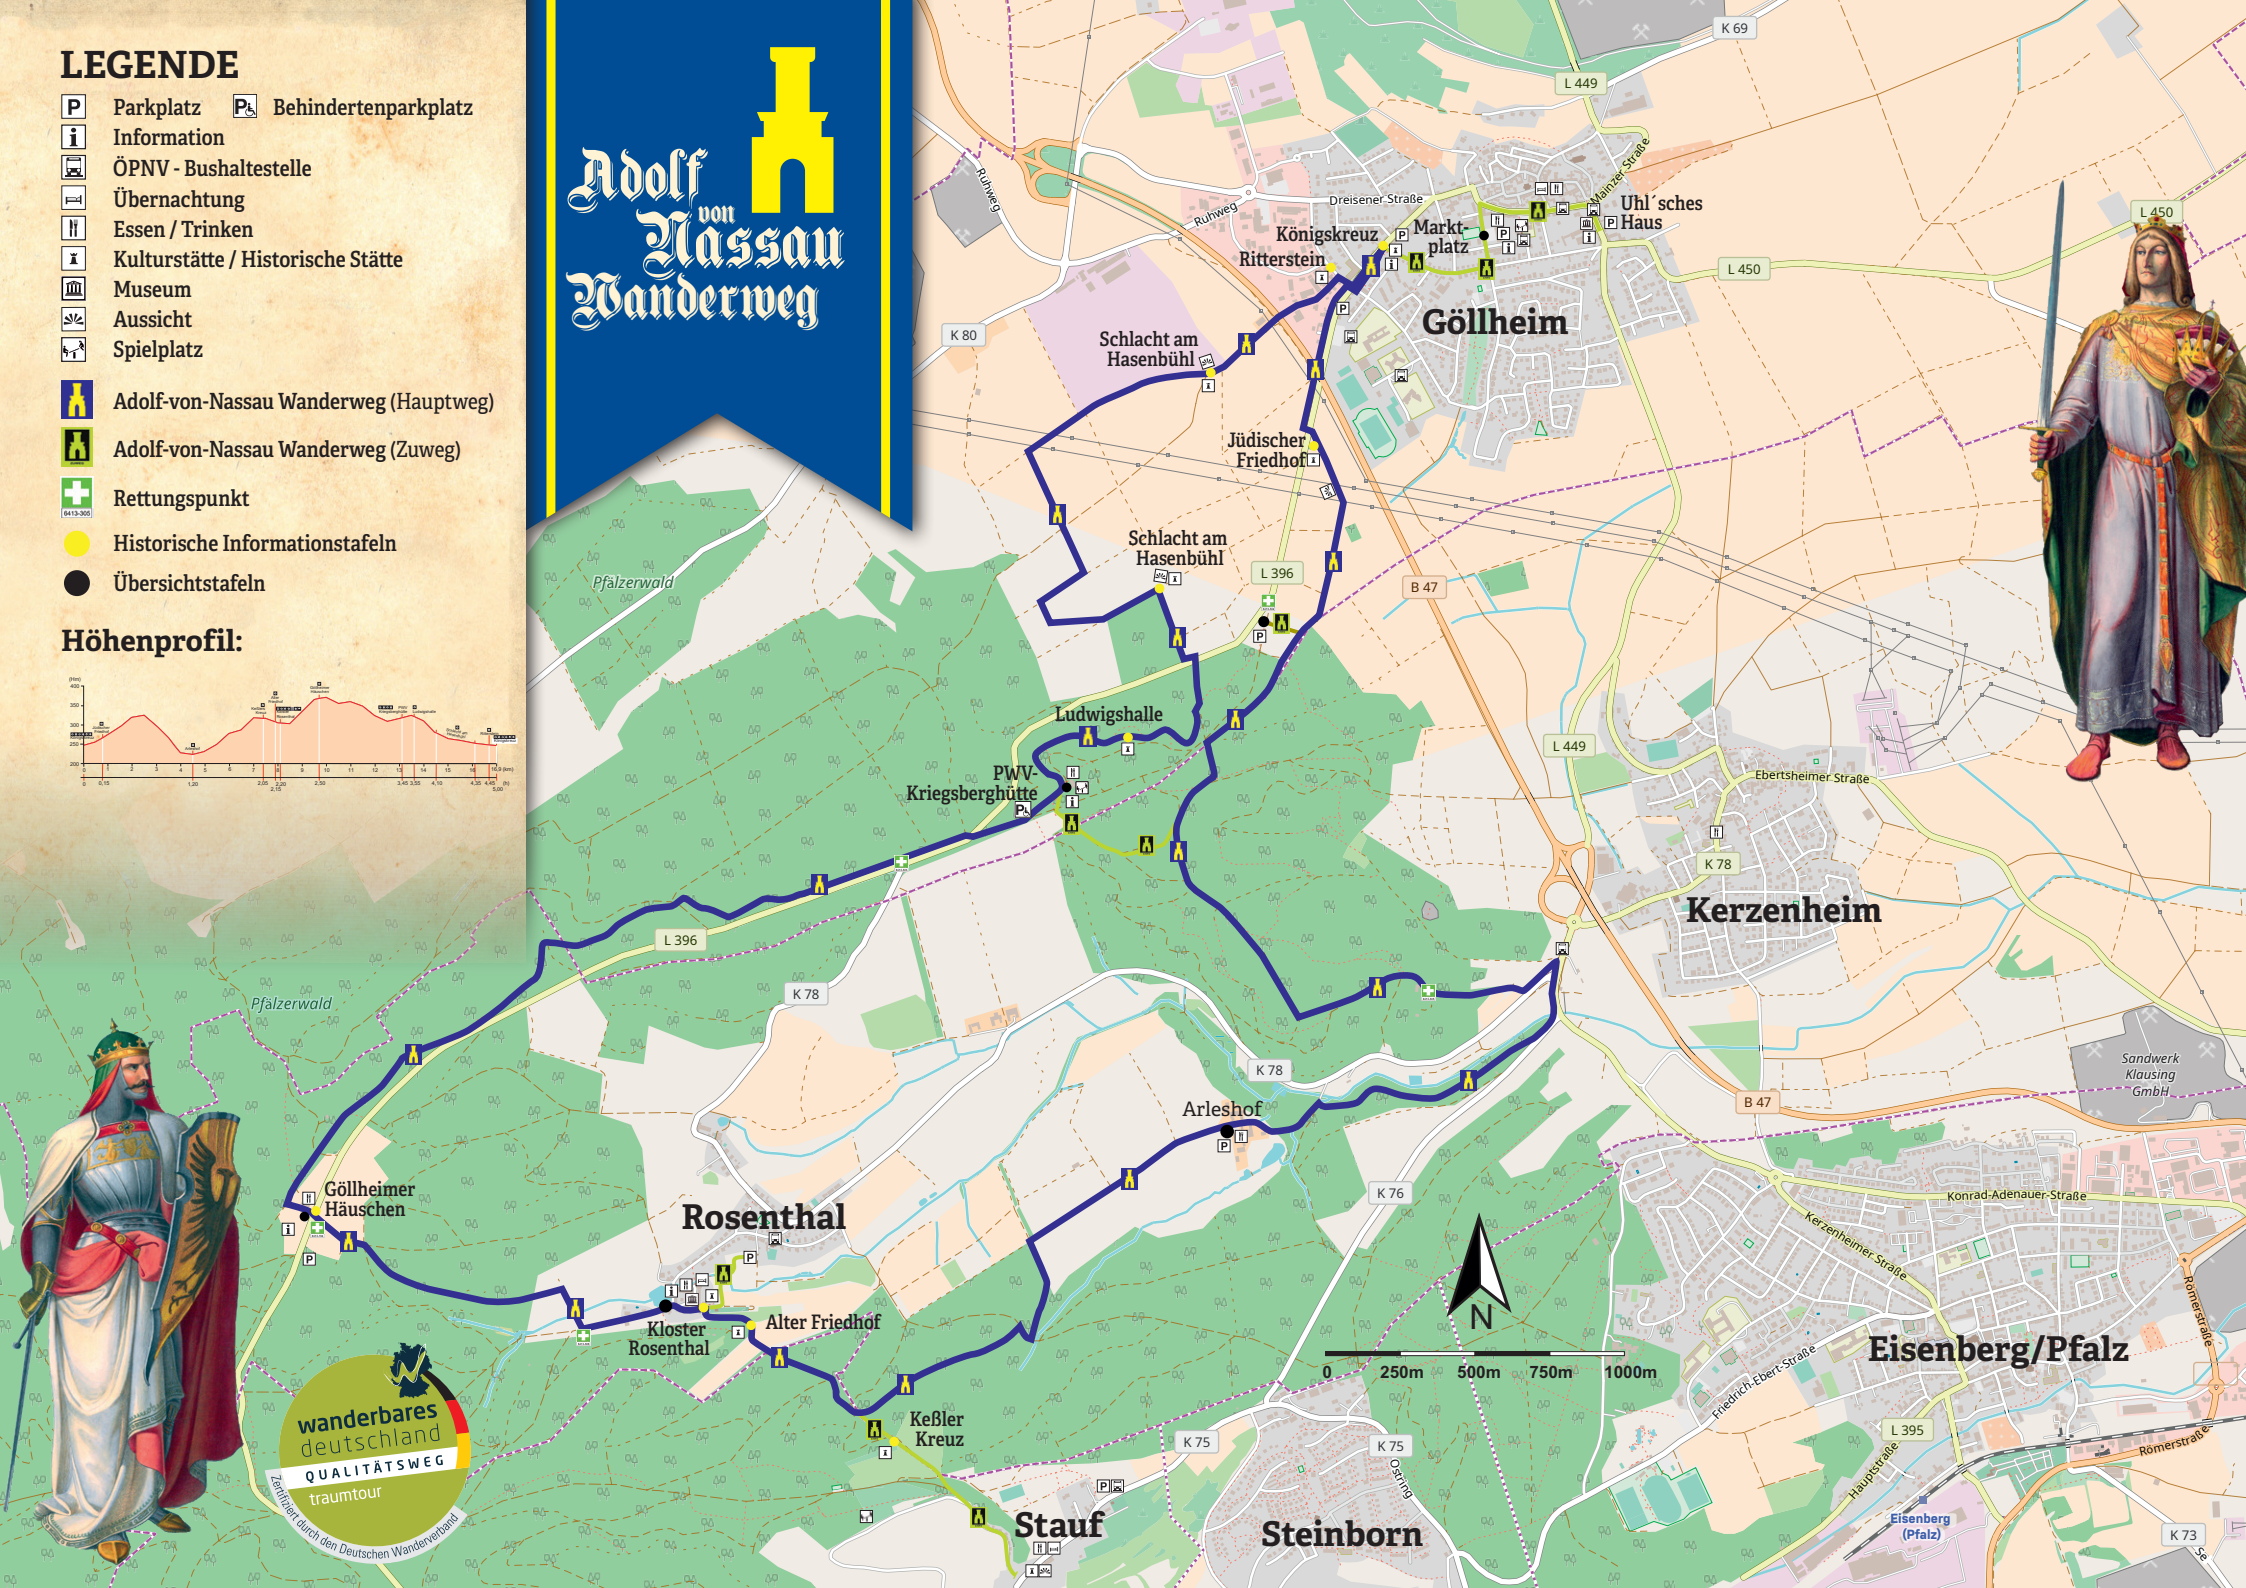 LEGENDE
Parkplatz
Behindertenparkplatz
Information
ÖPNV - Bushaltestelle
Übernachtung
Essen / Trinken
Kulturstätte / Historische Stätte
Museum
Aussicht
Spielplatz
Adolf-von-Nassau Wanderweg (Hauptweg)
Adolf-von-Nassau Wanderweg (Zuweg)
Rettungspunkt
6413-305
Historische Informationstafeln
Übersichtstafeln
Höhenprofil:
Adolf
von
Nassau
Wanderweg
K 69
L 449
Mainzer Straße
Ruhweg
Ruhweg
Dreisener Straße
Uhl´sches
Haus
L 450
L 450
Königskreuz
Markt-
platz
Ritterstein
Göllheim
K 80
Schlacht am
Hasenbühl
Jüdischer
Friedhof
Schlacht am
Hasenbühl
L 396
B 47
Pfälzerwald
Ludwigshalle
L 449
Ebertsheimer Straße
PWV-
Kriegsberghütte
K 78
Kerzenheim
L 396
K 78
Pfälzerwald
Sandwerk
Klausing
GmbH
K 78
B 47
Arleshof
K 76
Konrad-Adenauer-Straße
Kerzenheimer Straße
Göllheimer
Häuschen
Rosenthal
Römerstraße
N
Kloster
Rosenthal
Alter Friedhof
Eisenberg/Pfalz
0 250m 500m 750m 1000m
Friedrich-Ebert-Straße
Keßler
Kreuz
K 75
K 75
Ostring
L 395
Hauptstraße
Römerstraße
Stauf
Steinborn
Eisenberg
(Pfalz)
K 73
wanderbares
deutschland
QUALITÄTSWEG
traumtour
Zertifiziert durch den Deutschen Wanderverband